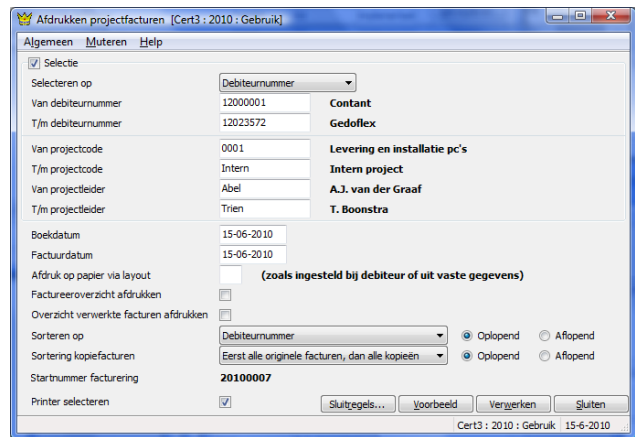 Afdrukken projectfacturen [Cert3 : 2010 : Gebruik]
Algemeen Muteren Help
Selectie
Selecteren op Debiteurnummer
Van debiteurnummer 12000001 Contant
T/m debiteurnummer 12023572 Gedoflex
Van projectcode 0001 Levering en installatie pc's
T/m projectcode Intern Intern project
Van projectleider Abel A.J. van der Graaf
T/m projectleider Trien T. Boonstra
Boekdatum 15-06-2010
Factuurdatum 15-06-2010
Afdruk op papier via layout (zoals ingesteld bij debiteur of uit vaste gegevens)
Factureeroverzicht afdrukken
Overzicht verwerkte facturen afdrukken
Sorteren op Debiteurnummer Oplopend Aflopend
Sortering kopiefacturen Eerst alle originele facturen, dan alle kopieën Oplopend Aflopend
Startnummer facturering 20100007
Printer selecteren Sluitregels... Voorbeeld Verwerken Sluiten
Cert3 : 2010 : Gebruik 15-6-2010